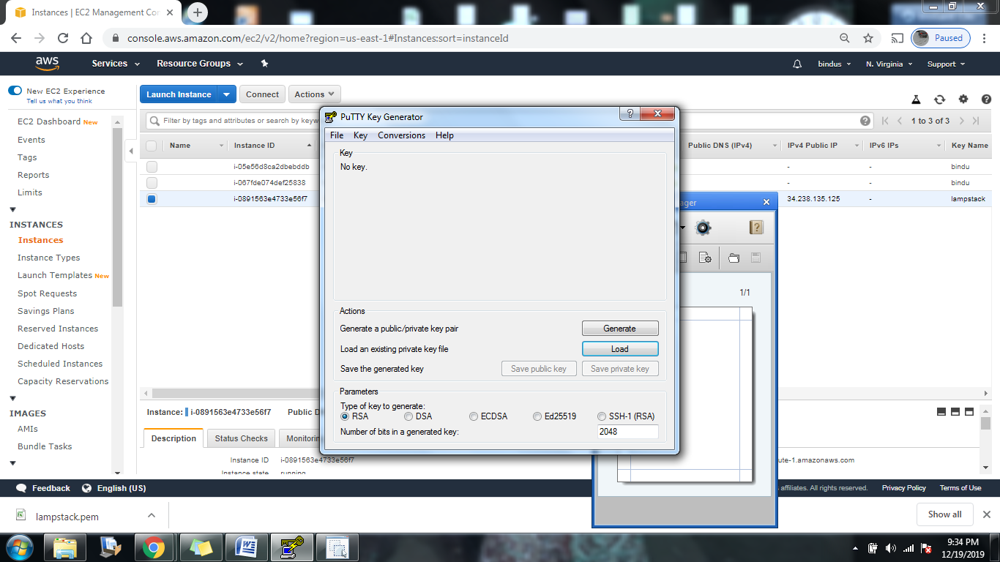 Instances | EC2 Management Con
console.aws.amazon.com/ec2/v2/home?region=us-east-1#Instances:sort=instanceId
Paused
aws
Services
Resource Groups
bindus
N. Virginia
Support
New EC2 Experience
Tell us what you think
EC2 Dashboard New
Events
Tags
Reports
Limits
INSTANCES
Instances
Instance Types
Launch Templates New
Spot Requests
Savings Plans
Reserved Instances
Dedicated Hosts
Scheduled Instances
Capacity Reservations
IMAGES
AMIs
Bundle Tasks
Launch Instance
Connect
Actions
Filter by tags and attributes or search by keyw
1 to 3 of 3
Name
Instance ID
Public DNS (IPv4)
IPv4 Public IP
IPv6 IPs
Key Name
i-05e56d8ca2dbebddb
-
-
bindu
i-067fde074def25838
-
-
bindu
i-0891563e4733e56f7
34.238.135.125
-
lampstack
PuTTY Key Generator
File
Key
Conversions
Help
Key
No key.
Actions
Generate a public/private key pair
Generate
Load an existing private key file
Load
Save the generated key
Save public key
Save private key
Parameters
Type of key to generate:
RSA
DSA
ECDSA
Ed25519
SSH-1 (RSA)
Number of bits in a generated key:
2048
ager
1/1
Instance: i-0891563e4733e56f7
Public D
Description
Status Checks
Monitorin
Instance ID
i-0891563e4733e56f7
ute-1.amazonaws.com
Instance state
running
Feedback
English (US)
affiliates. All rights reserved.
Privacy Policy
Terms of Use
lampstack.pem
Show all
9:34 PM
12/19/2019